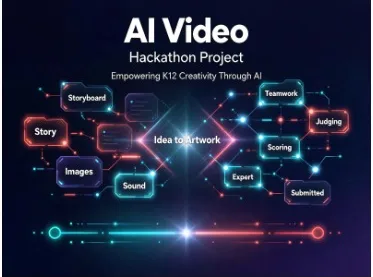 AI Video
Hackathon Project
Empowering K12 Creativity Through AI
Storyboard
Story
Images
Sound
Idea to Artwork
Teamwork
Judging
Scoring
Expert
Submitted